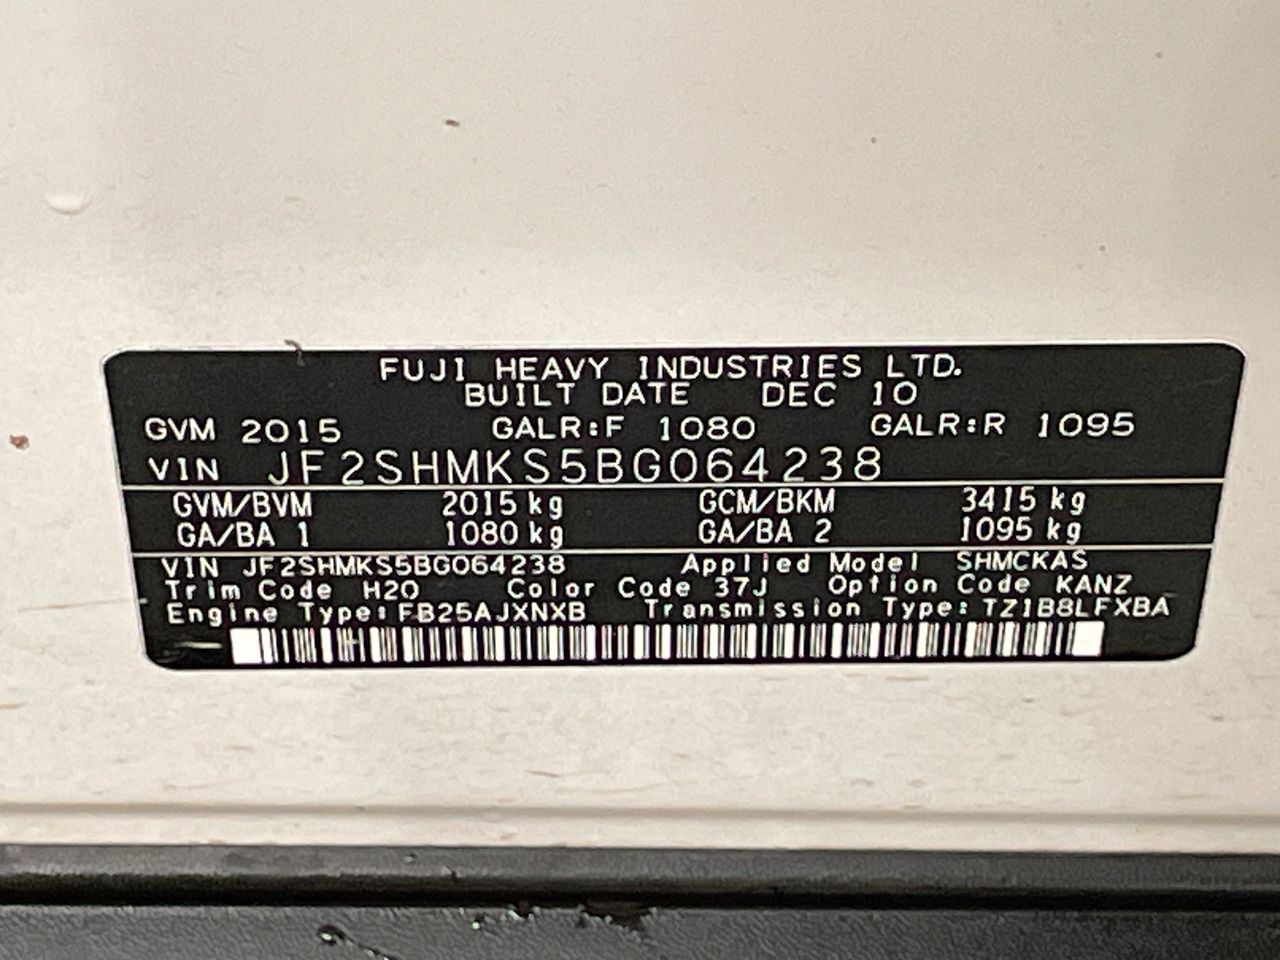 FUJI HEAVY INDUSTRIES LTD.
BUILT DATE DEC 10
GVM 2015 GALR:F 1080 GALR:R 1095
VIN JF2SHMKS5BG064238
GVM/BVM 2015 kg GCM/BKM 3415 kg
GA/BA 1 1080 kg GA/BA 2 1095 kg
VIN JF2SHMKS5BG064238 Applied Model SHMCKAS
Trim Code H20 Color Code 37J Option Code KANZ
Engine Type: FB25AJXNXB Transmission Type: TZ1B8LFXBA